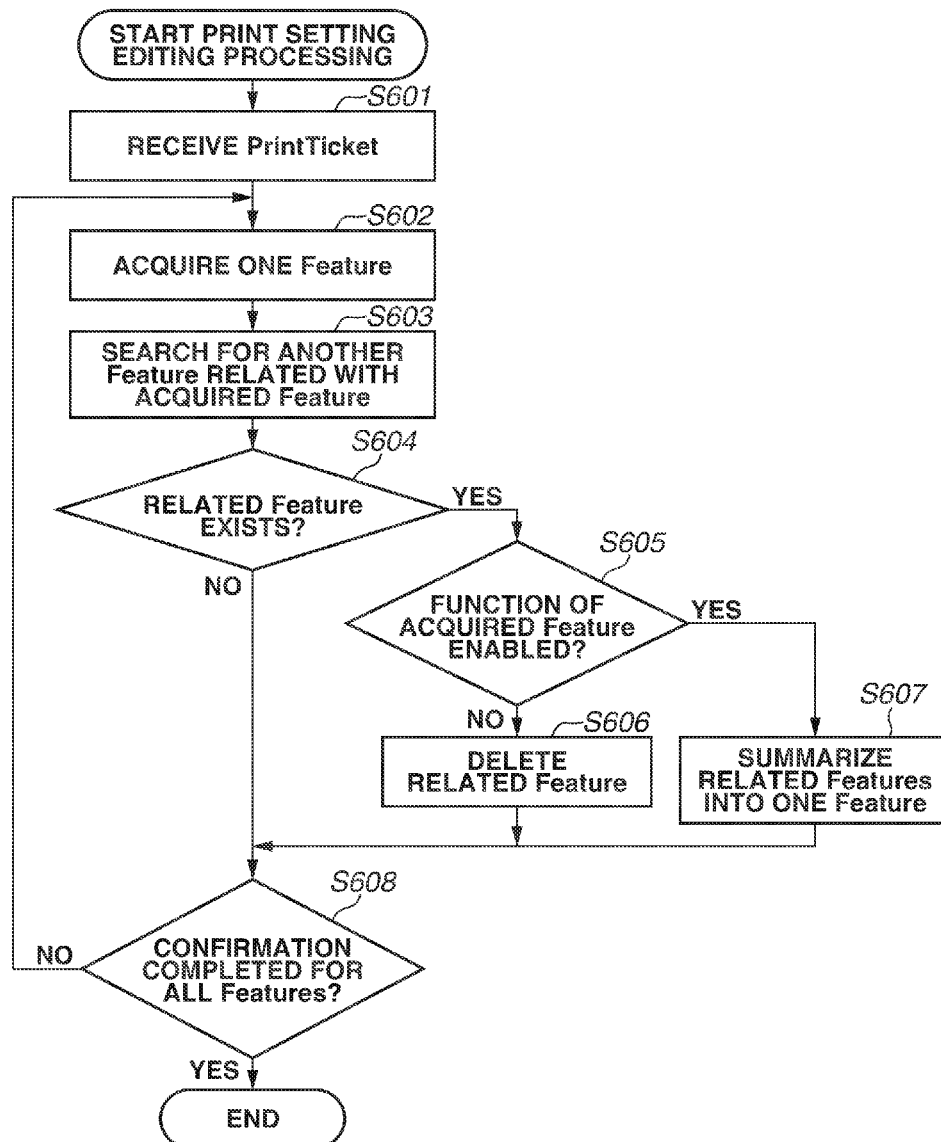 START PRINT SETTING
EDITING PROCESSING
S601
RECEIVE PrintTicket
S602
ACQUIRE ONE Feature
S603
SEARCH FOR ANOTHER
Feature RELATED WITH
ACQUIRED Feature
S604
RELATED Feature
EXISTS?
YES
NO
S605
FUNCTION OF
ACQUIRED Feature
ENABLED?
YES
NO
S606
DELETE
RELATED Feature
S607
SUMMARIZE
RELATED Features
INTO ONE Feature
S608
CONFIRMATION
COMPLETED FOR
ALL Features?
NO
YES
END